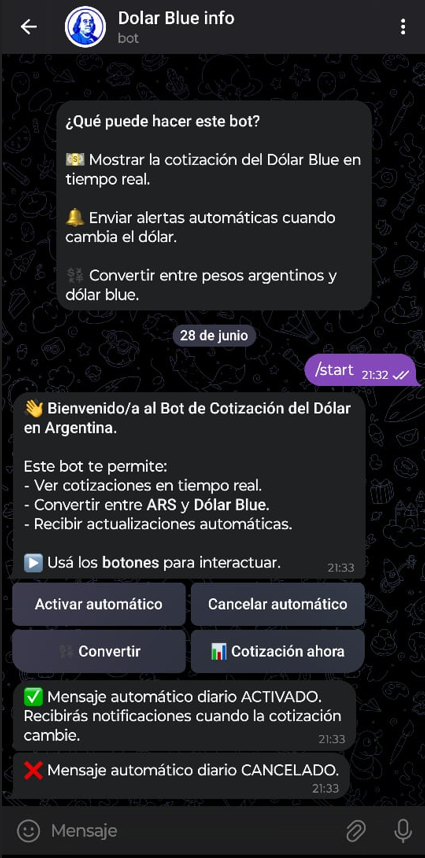 Dolar Blue info
bot
¿Qué puede hacer este bot?
💵 Mostrar la cotización del Dólar Blue en
tiempo real.
🔔 Enviar alertas automáticas cuando
cambia el dólar.
💱 Convertir entre pesos argentinos y
dólar blue.
28 de junio
/start 21:32
👋 Bienvenido/a al Bot de Cotización del Dólar
en Argentina.
Este bot te permite:
- Ver cotizaciones en tiempo real.
- Convertir entre ARS y Dólar Blue.
- Recibir actualizaciones automáticas.
▶️ Usá los botones para interactuar.
21:33
Activar automático
Cancelar automático
💱 Convertir
📊 Cotización ahora
✅ Mensaje automático diario ACTIVADO.
Recibirás notificaciones cuando la cotización
cambie.
21:33
❌ Mensaje automático diario CANCELADO.
21:33
Mensaje